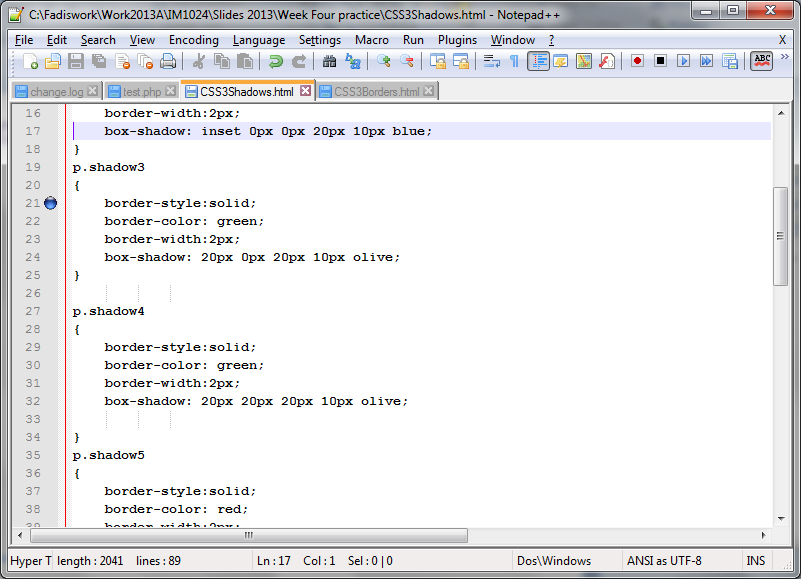 C:\Fadiswork\Work2013A\IM1024\Slides 2013\Week Four practice\CSS3Shadows.html - Notepad++
File Edit Search View Encoding Language Settings Macro Run Plugins Window ? X
ABC »
change.log test.php CSS3Shadows.html CSS3Borders.html
16 border-width:2px;
17 box-shadow: inset 0px 0px 20px 10px blue;
18 }
19 p.shadow3
20 {
21 border-style:solid;
22 border-color: green;
23 border-width:2px;
24 box-shadow: 20px 0px 20px 10px olive;
25 }
26
27 p.shadow4
28 {
29 border-style:solid;
30 border-color: green;
31 border-width:2px;
32 box-shadow: 20px 20px 20px 10px olive;
33
34 }
35 p.shadow5
36 {
37 border-style:solid;
38 border-color: red;
39 border-width:2px;
Hyper T length : 2041 lines : 89 Ln : 17 Col : 1 Sel : 0 | 0 Dos\Windows ANSI as UTF-8 INS